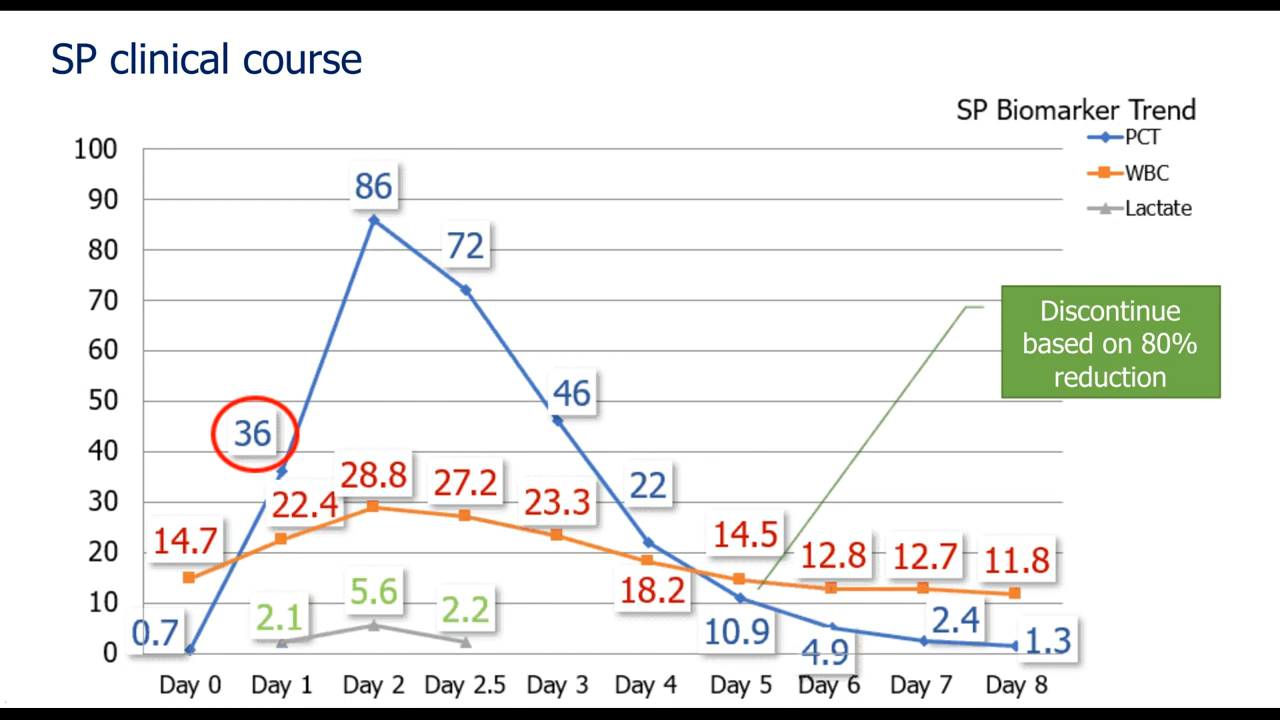 SP clinical course
SP Biomarker Trend
PCT
WBC
Lactate
100
90
80
70
60
50
40
30
20
10
0
86
72
36
46
22
10.9
4.9
2.4
1.3
0.7
14.7
22.4
28.8
27.2
23.3
18.2
14.5
12.8
12.7
11.8
2.1
5.6
2.2
Discontinue
based on 80%
reduction
Day 0
Day 1
Day 2
Day 2.5
Day 3
Day 4
Day 5
Day 6
Day 7
Day 8